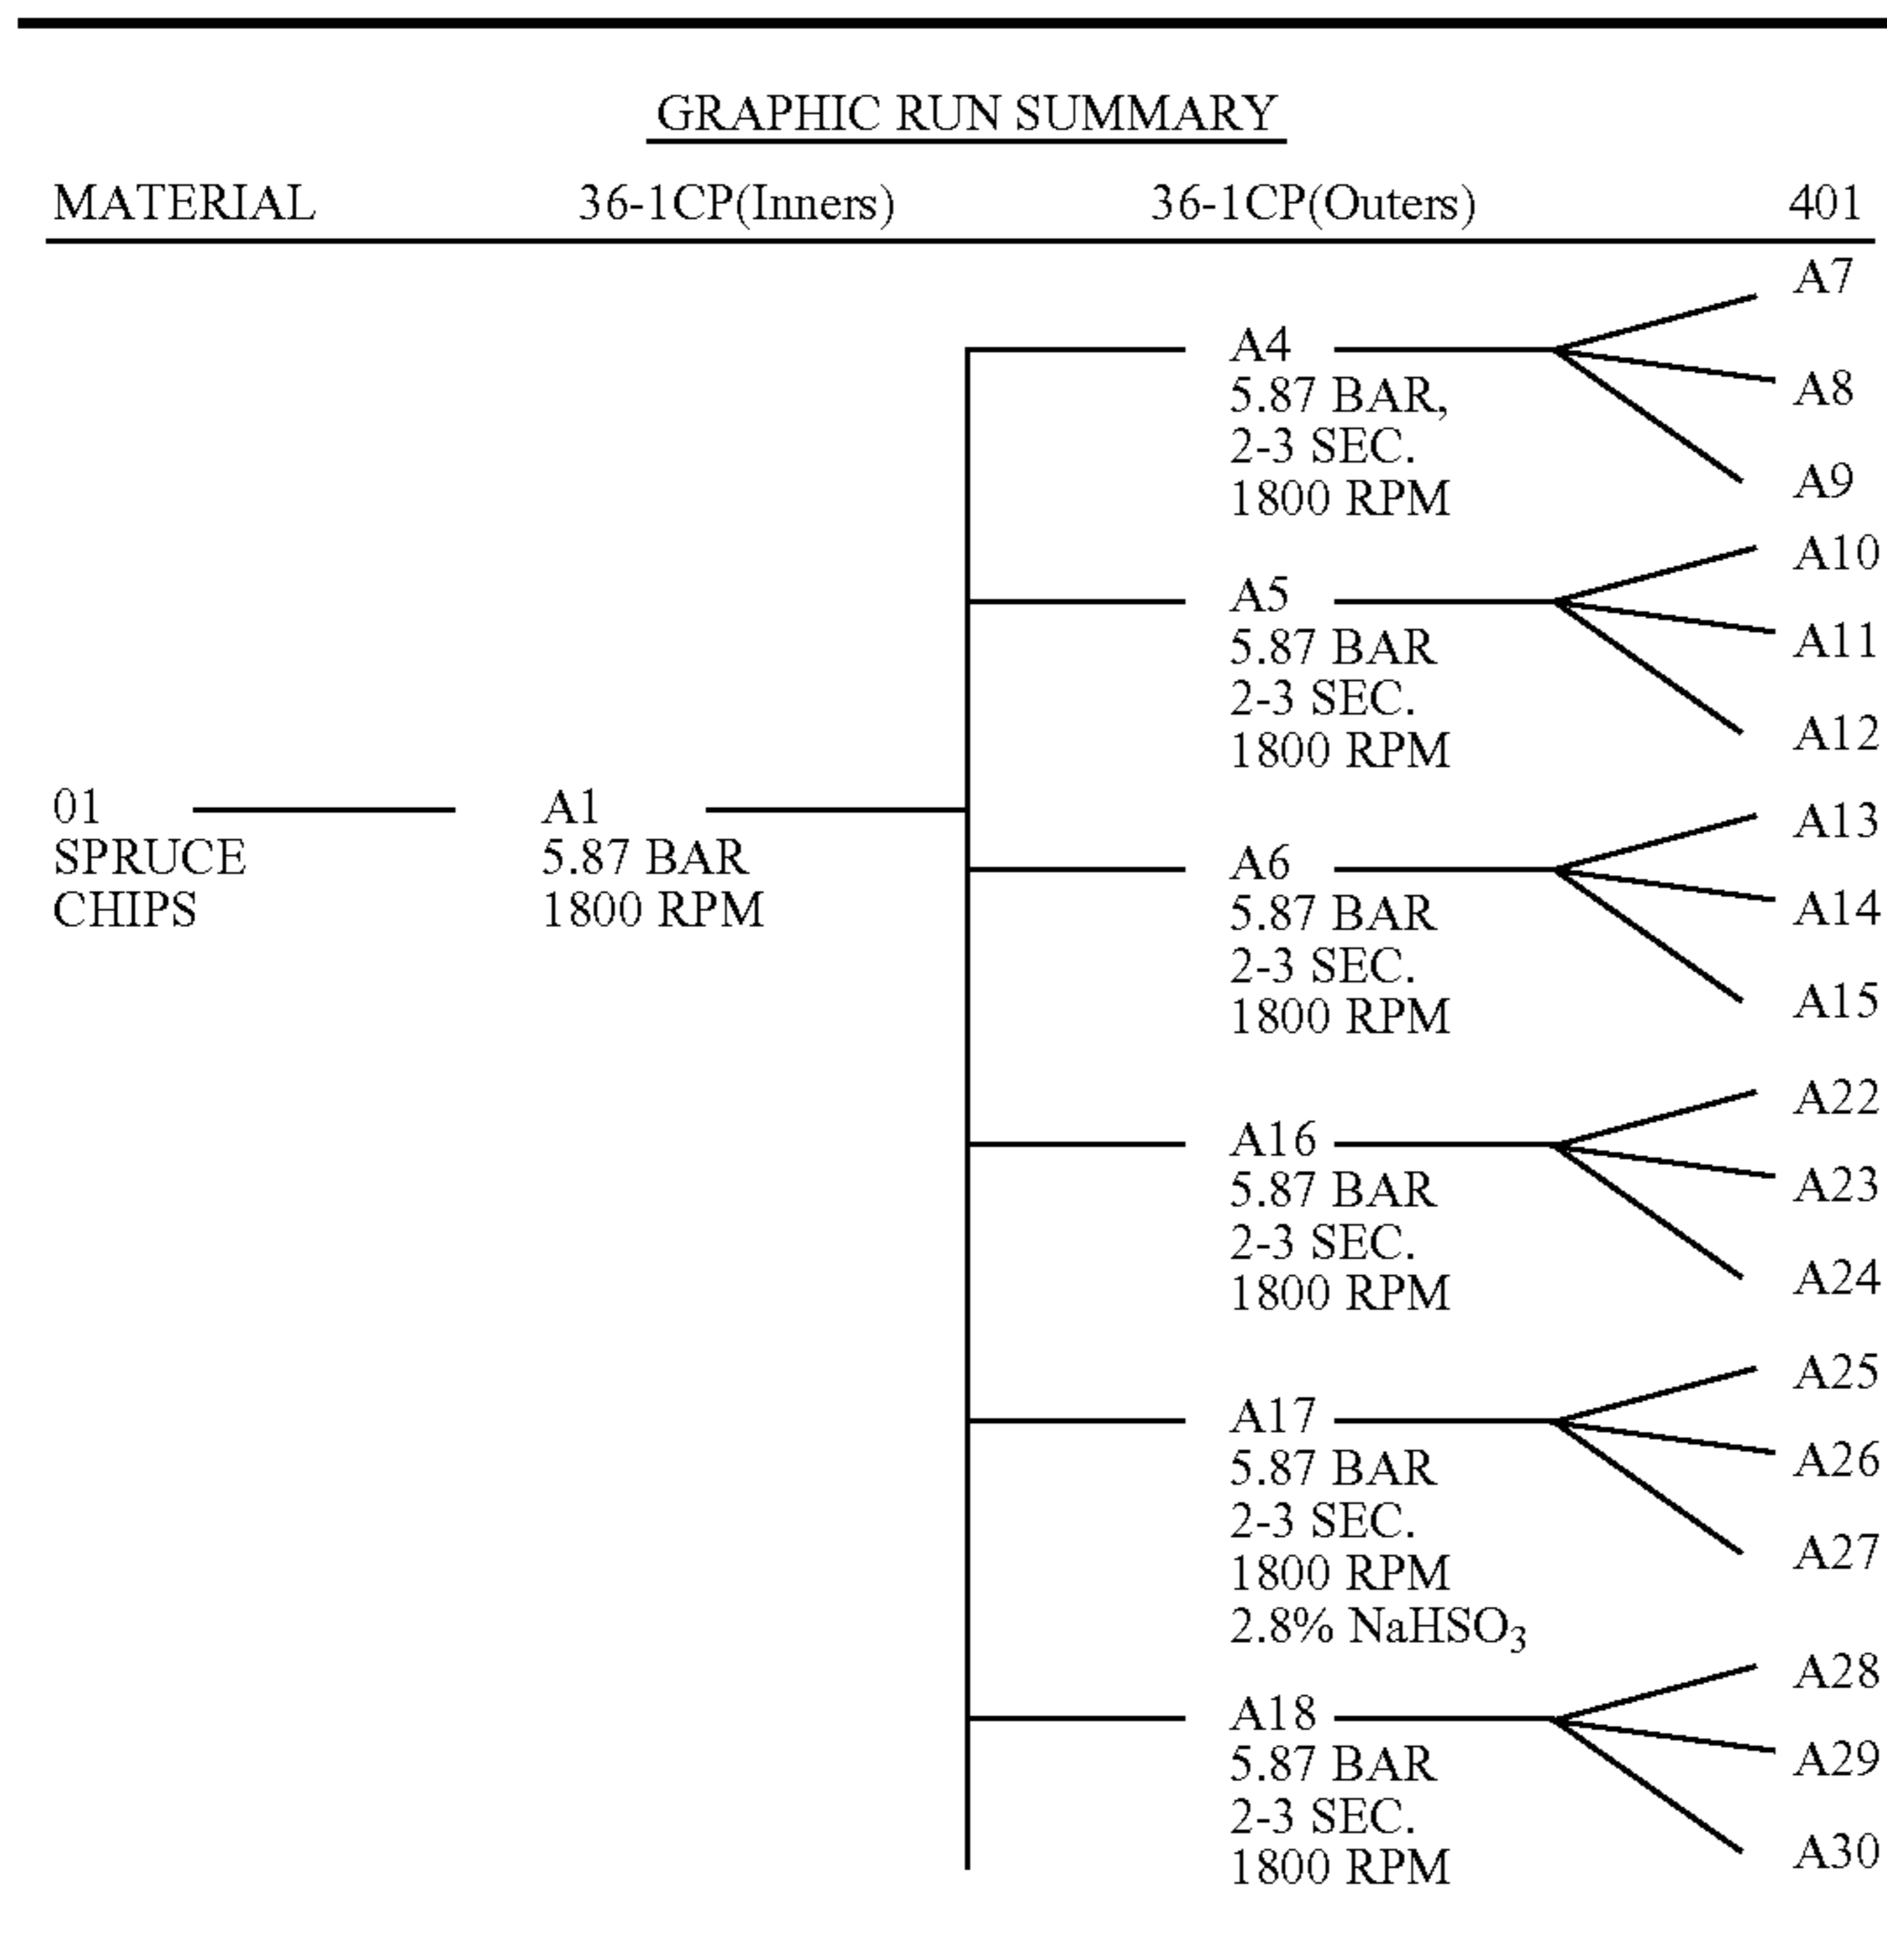 GRAPHIC RUN SUMMARY
MATERIAL 36-1CP(Inners) 36-1CP(Outers) 401
A7
A4
5.87 BAR,
2-3 SEC.
1800 RPM
A8
A9
A10
A5
5.87 BAR
2-3 SEC.
1800 RPM
A11
A12
01
SPRUCE
CHIPS
A1
5.87 BAR
1800 RPM
A13
A6
5.87 BAR
2-3 SEC.
1800 RPM
A14
A15
A22
A16
5.87 BAR
2-3 SEC.
1800 RPM
A23
A24
A25
A17
5.87 BAR
2-3 SEC.
1800 RPM
2.8% NaHSO₃
A26
A27
A28
A18
5.87 BAR
2-3 SEC.
1800 RPM
A29
A30